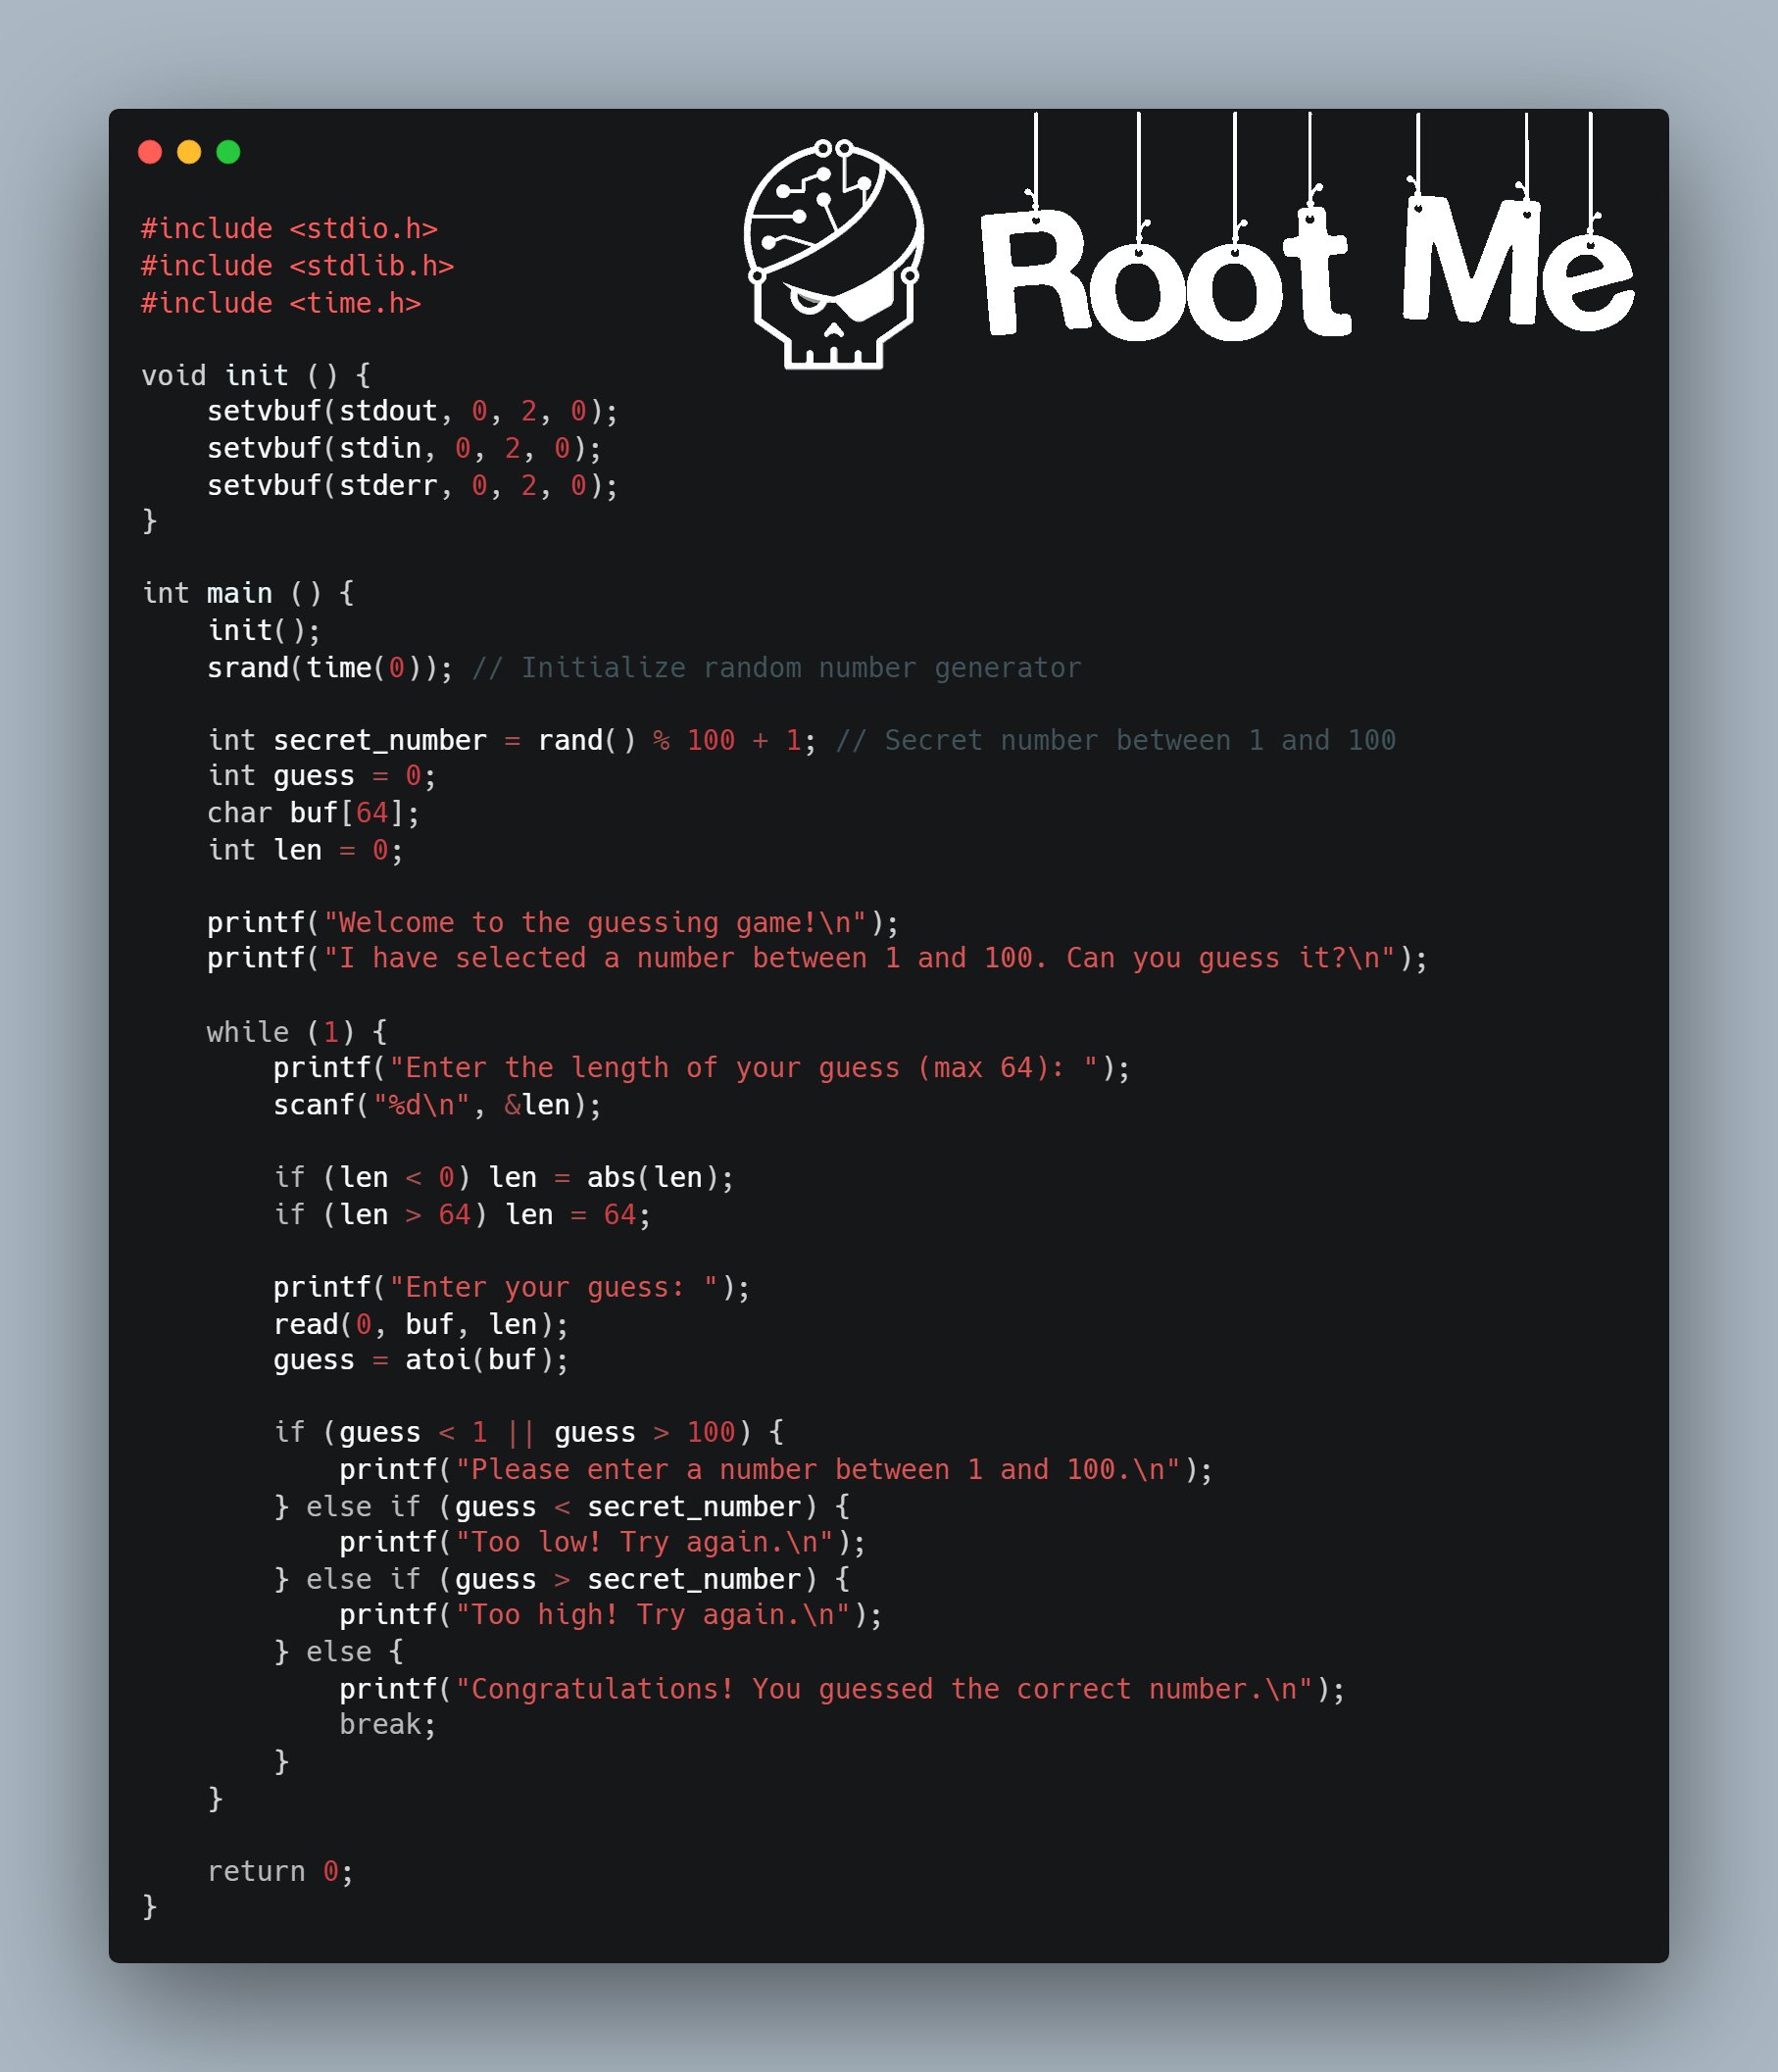 Root Me
#include <stdio.h>
#include <stdlib.h>
#include <time.h>

void init () {
    setvbuf(stdout, 0, 2, 0);
    setvbuf(stdin, 0, 2, 0);
    setvbuf(stderr, 0, 2, 0);
}

int main () {
    init();
    srand(time(0)); // Initialize random number generator

    int secret_number = rand() % 100 + 1; // Secret number between 1 and 100
    int guess = 0;
    char buf[64];
    int len = 0;

    printf("Welcome to the guessing game!\n");
    printf("I have selected a number between 1 and 100. Can you guess it?\n");

    while (1) {
        printf("Enter the length of your guess (max 64): ");
        scanf("%d\n", &len);

        if (len < 0) len = abs(len);
        if (len > 64) len = 64;

        printf("Enter your guess: ");
        read(0, buf, len);
        guess = atoi(buf);

        if (guess < 1 || guess > 100) {
            printf("Please enter a number between 1 and 100.\n");
        } else if (guess < secret_number) {
            printf("Too low! Try again.\n");
        } else if (guess > secret_number) {
            printf("Too high! Try again.\n");
        } else {
            printf("Congratulations! You guessed the correct number.\n");
            break;
        }
    }

    return 0;
}